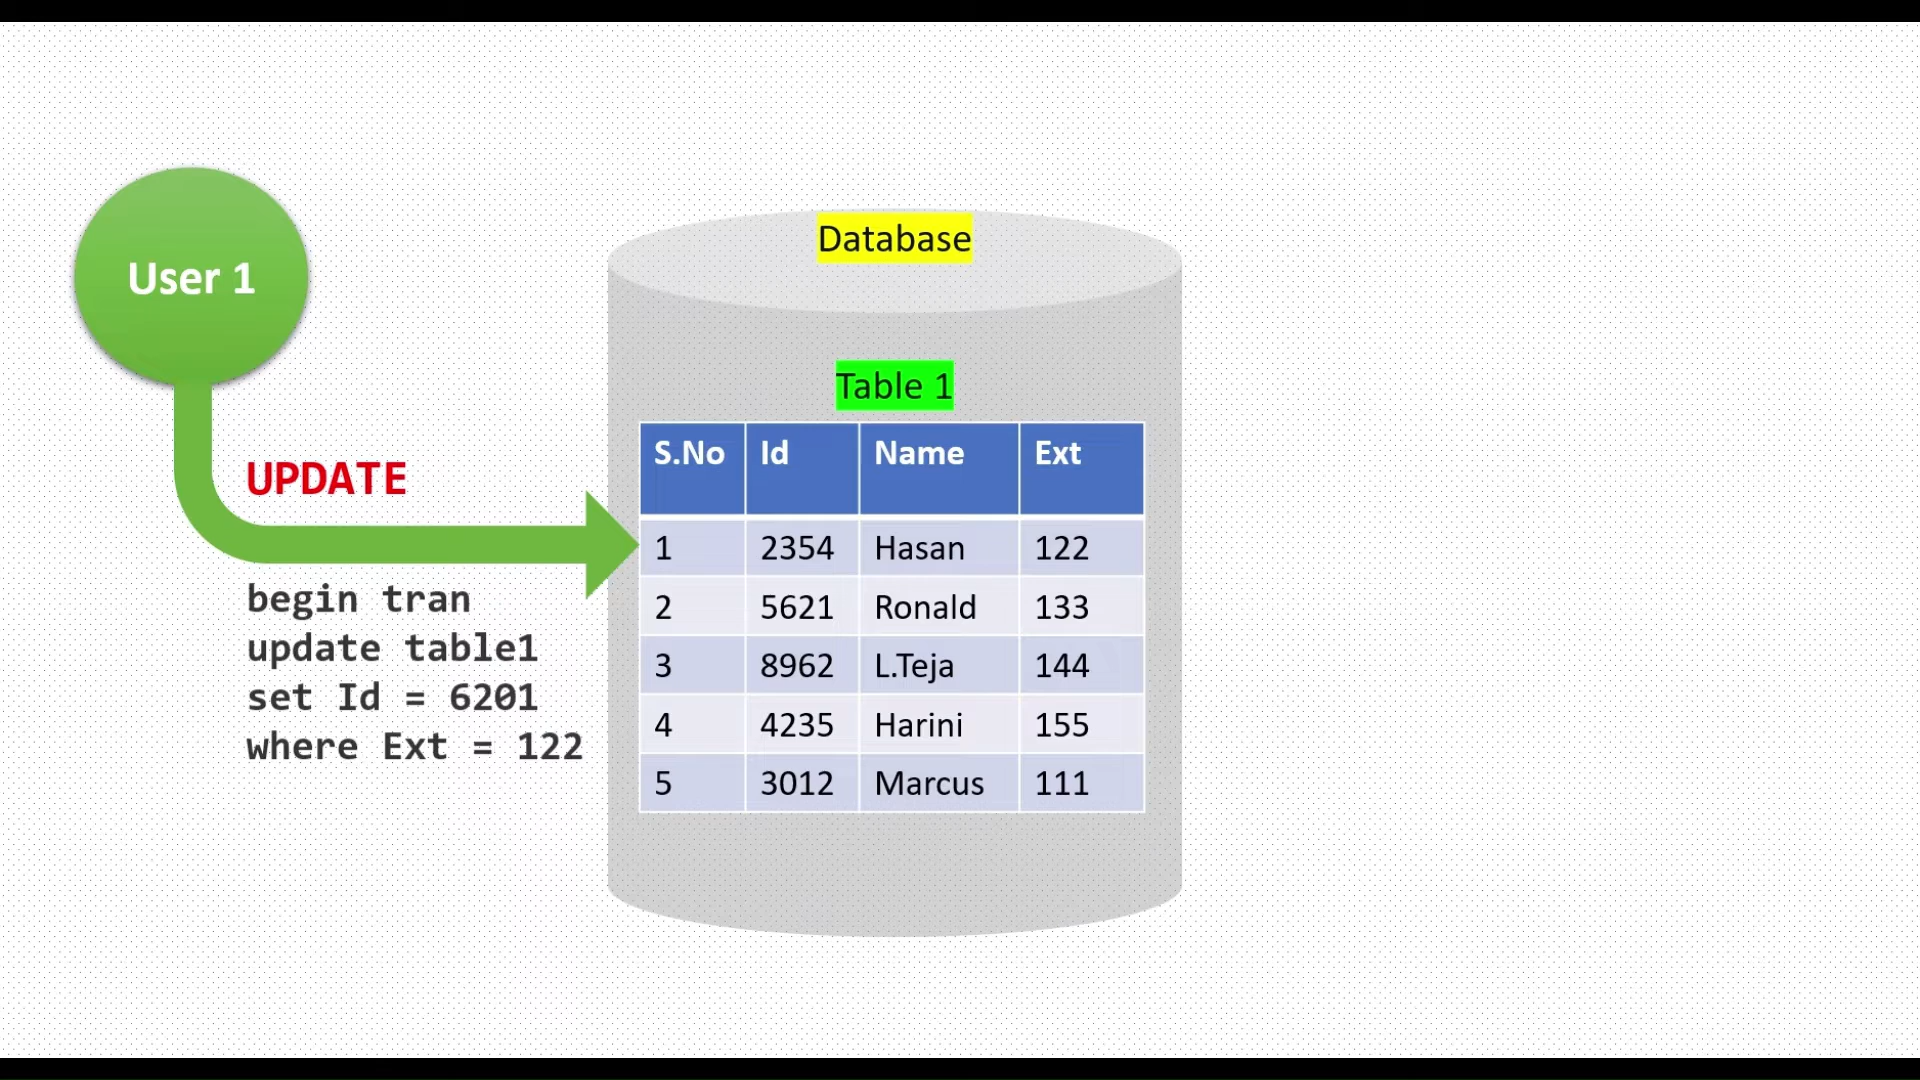 Database
User 1
Table 1
S.No Id Name Ext
UPDATE
1 2354 Hasan 122
2 5621 Ronald 133
3 8962 L.Teja 144
4 4235 Harini 155
5 3012 Marcus 111
begin tran
update table1
set Id = 6201
where Ext = 122